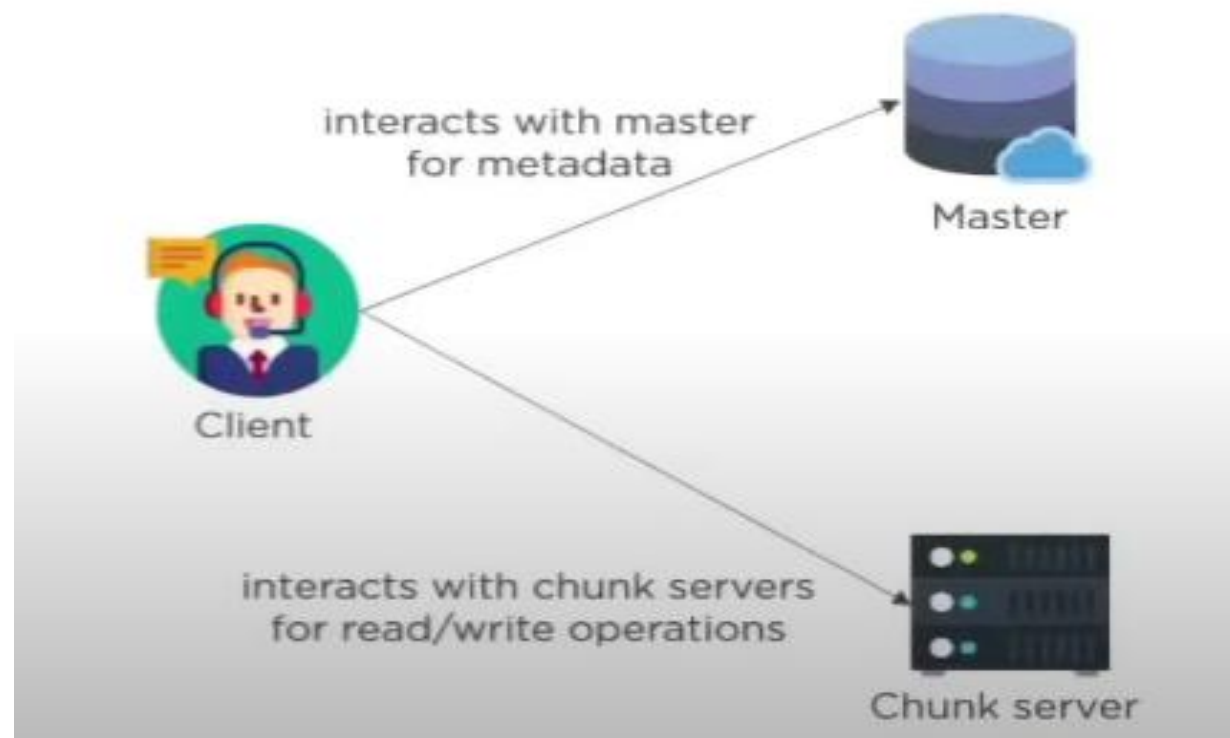 interacts with master
for metadata
Master
Client
interacts with chunk servers
for read/write operations
Chunk server